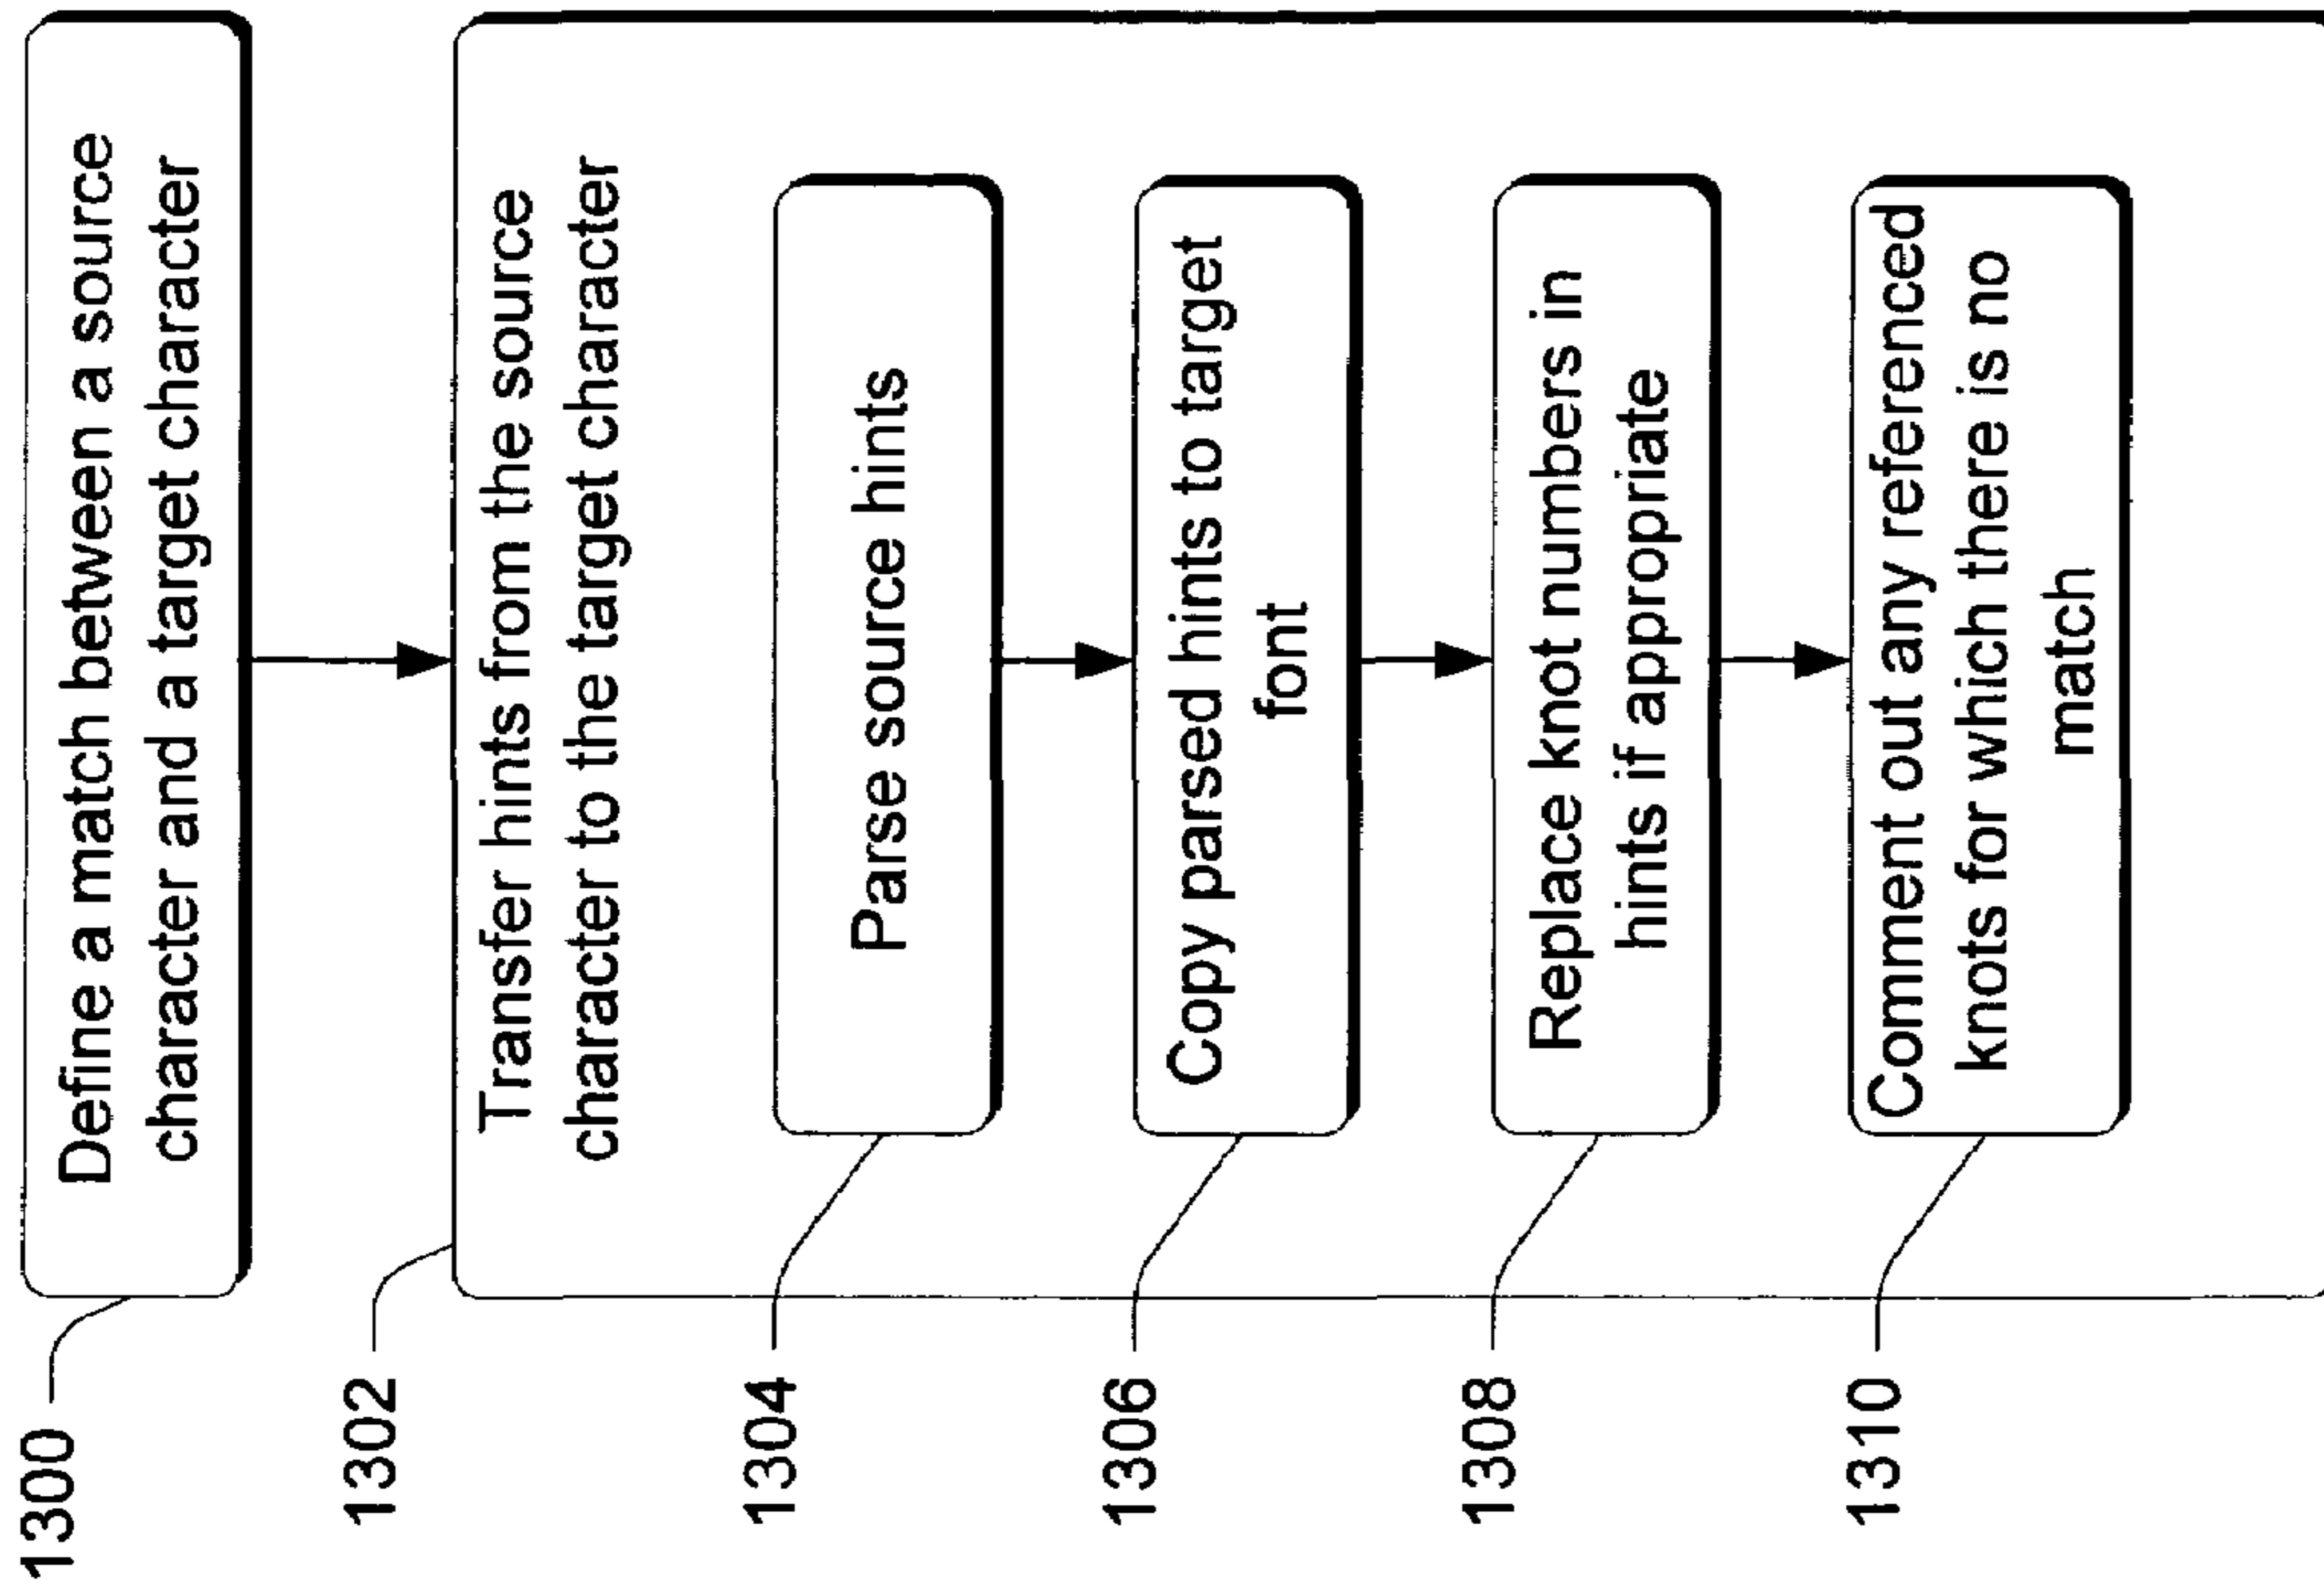 1300
Define a match between a source
character and a target character
1302
Transfer hints from the source
character to the target character
1304
Parse source hints
1306
Copy parsed hints to target
font
1308
Replace knot numbers in
hints if appropriate
1310
Comment out any referenced
knots for which there is no
match